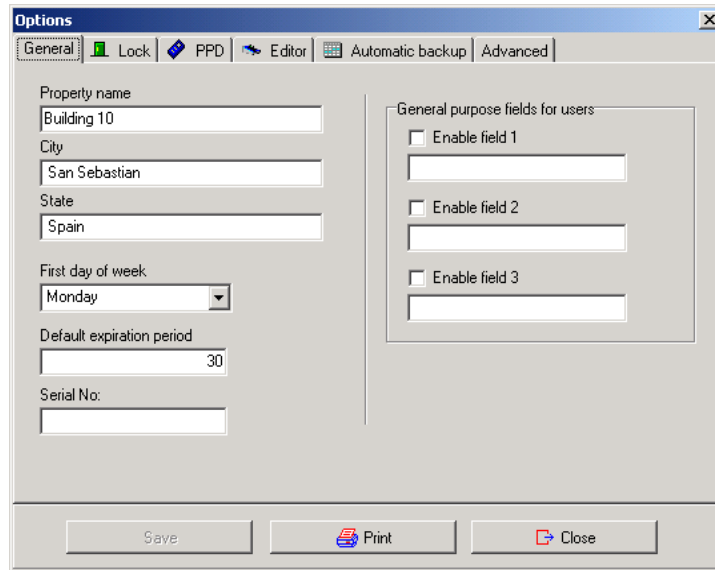 Options
General Lock PPD Editor Automatic backup Advanced
Property name
Building 10
City
San Sebastian
State
Spain
First day of week
Monday
Default expiration period
30
Serial No:
General purpose fields for users
Enable field 1
Enable field 2
Enable field 3
Save Print Close